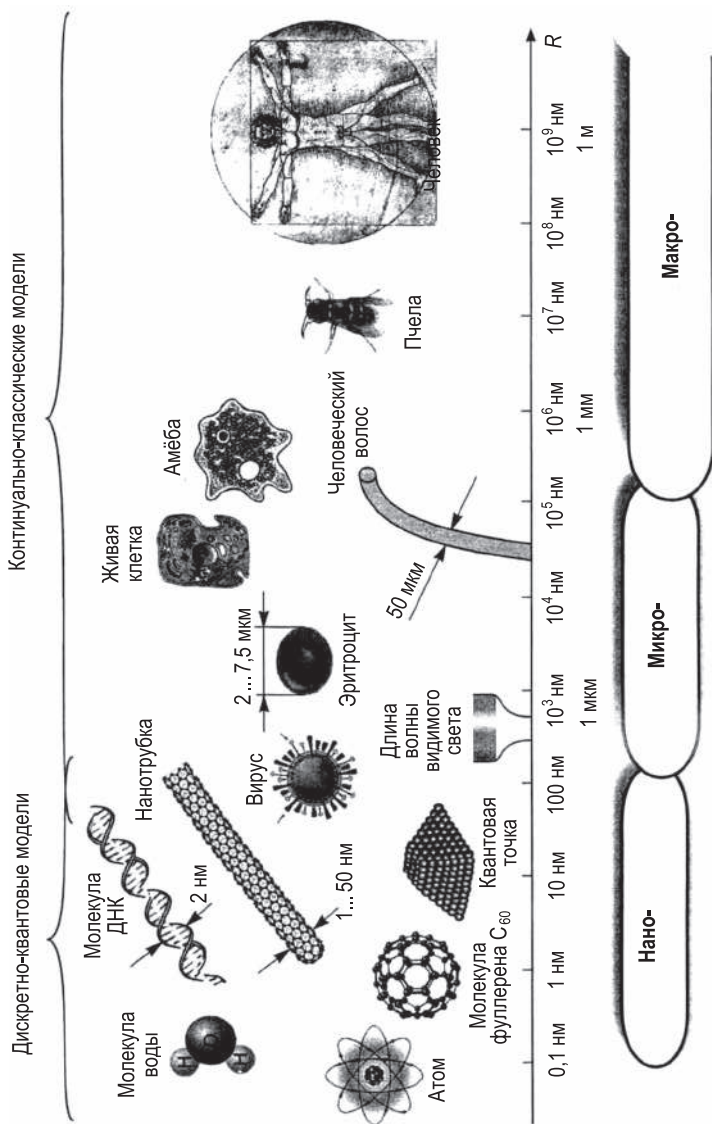 Дискретно-квантовые модели
Континуально-классические модели
Молекула
воды
Молекула
ДНК
2 нм
Нанотрубка
1... 50 нм
Вирус
2 ... 7,5 мкм
Эритроцит
Живая
клетка
Амёба
Атом
Молекула
фуллерена C₆₀
Квантовая
точка
Длина
волны
видимого
света
50 мкм
Человеческий
волос
Пчела
Человек
H
O
H
0,1 нм
1 нм
10 нм
100 нм
10³ нм
1 мкм
10⁴ нм
10⁵ нм
10⁶ нм
1 мм
10⁷ нм
10⁸ нм
10⁹ нм
1 м
R
Нано-
Микро-
Макро-